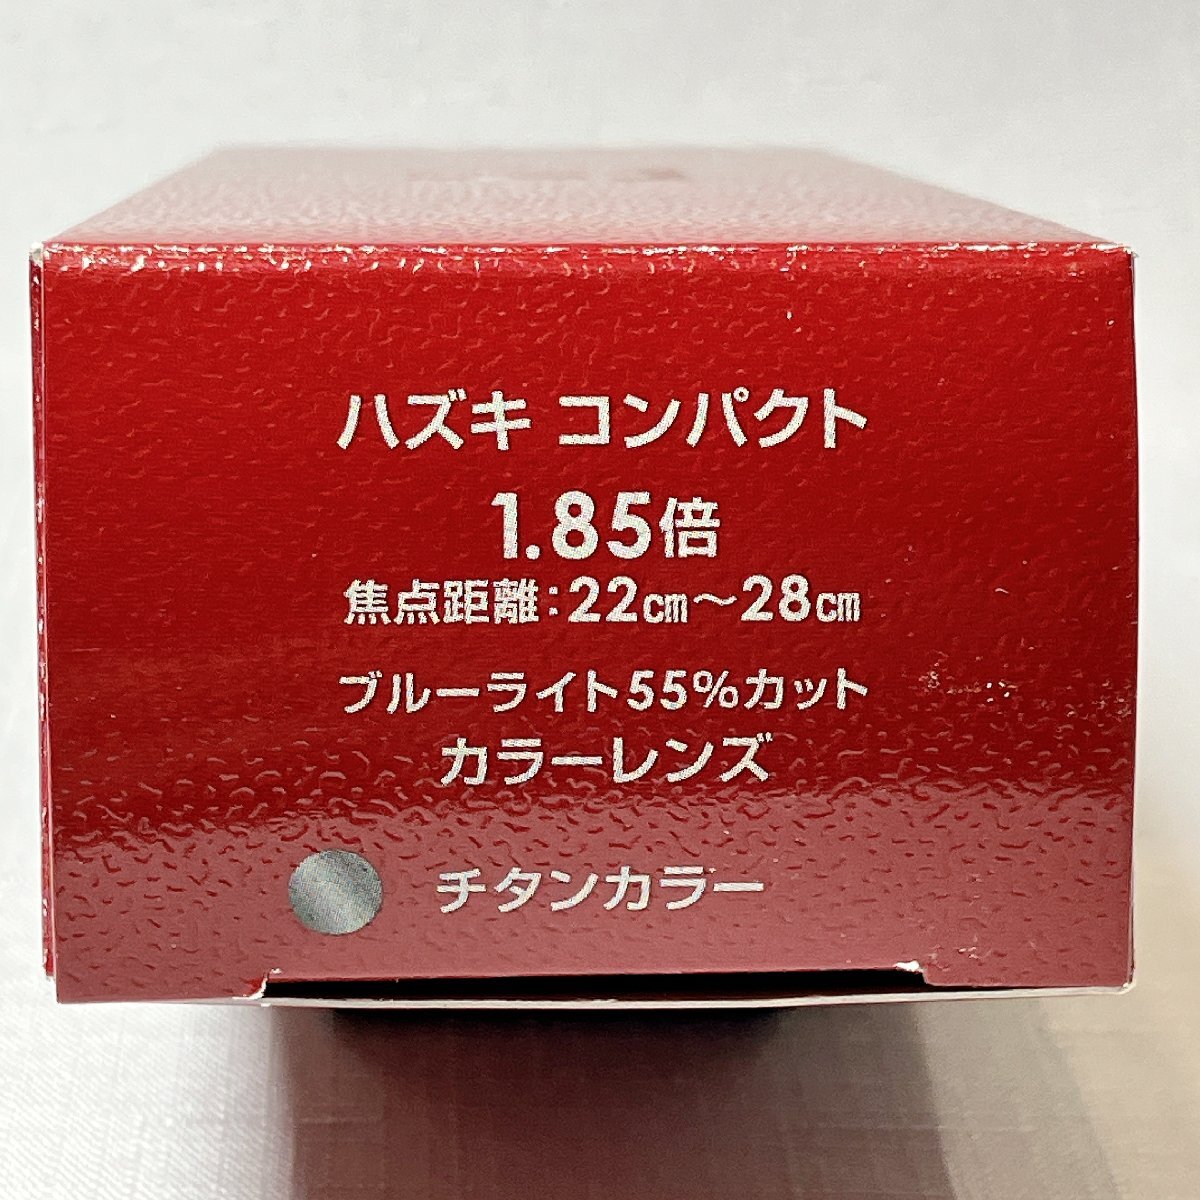 ハズキ コンパクト
1.85倍
焦点距離:22㎝〜28㎝
ブルーライト55%カット
カラーレンズ
チタンカラー